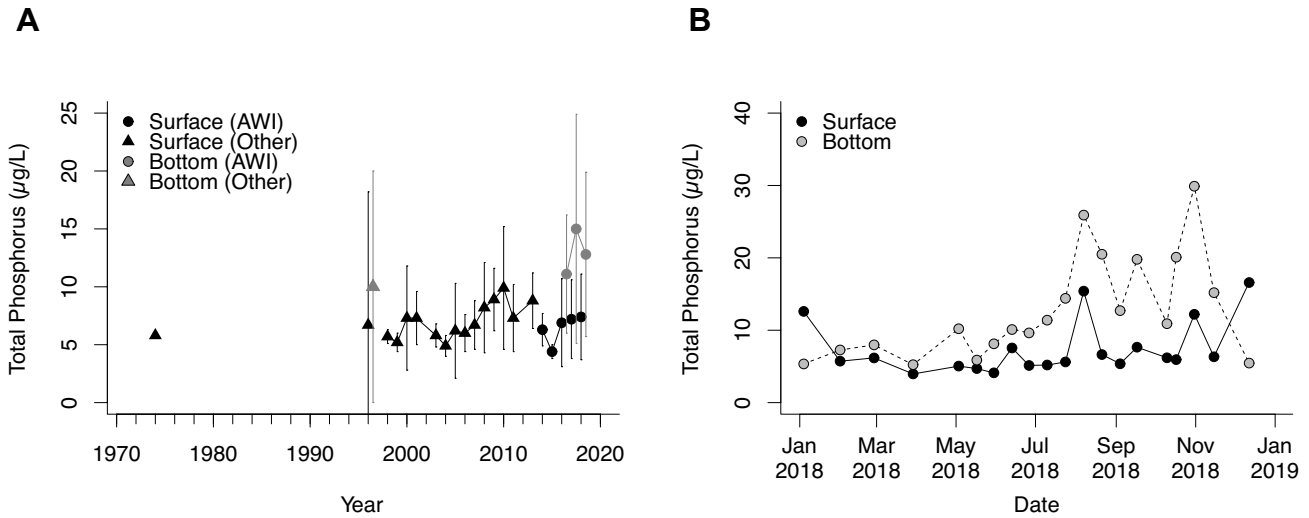 A
Total Phosphorus (µg/L)
25
20
15
10
5
0
Surface (AWI)
Surface (Other)
Bottom (AWI)
Bottom (Other)
1970 1980 1990 2000 2010 2020
Year
B
Total Phosphorus (µg/L)
40
30
20
10
0
Surface
Bottom
Jan Mar May Jul Sep Nov Jan
2018 2018 2018 2018 2018 2018 2019
Date